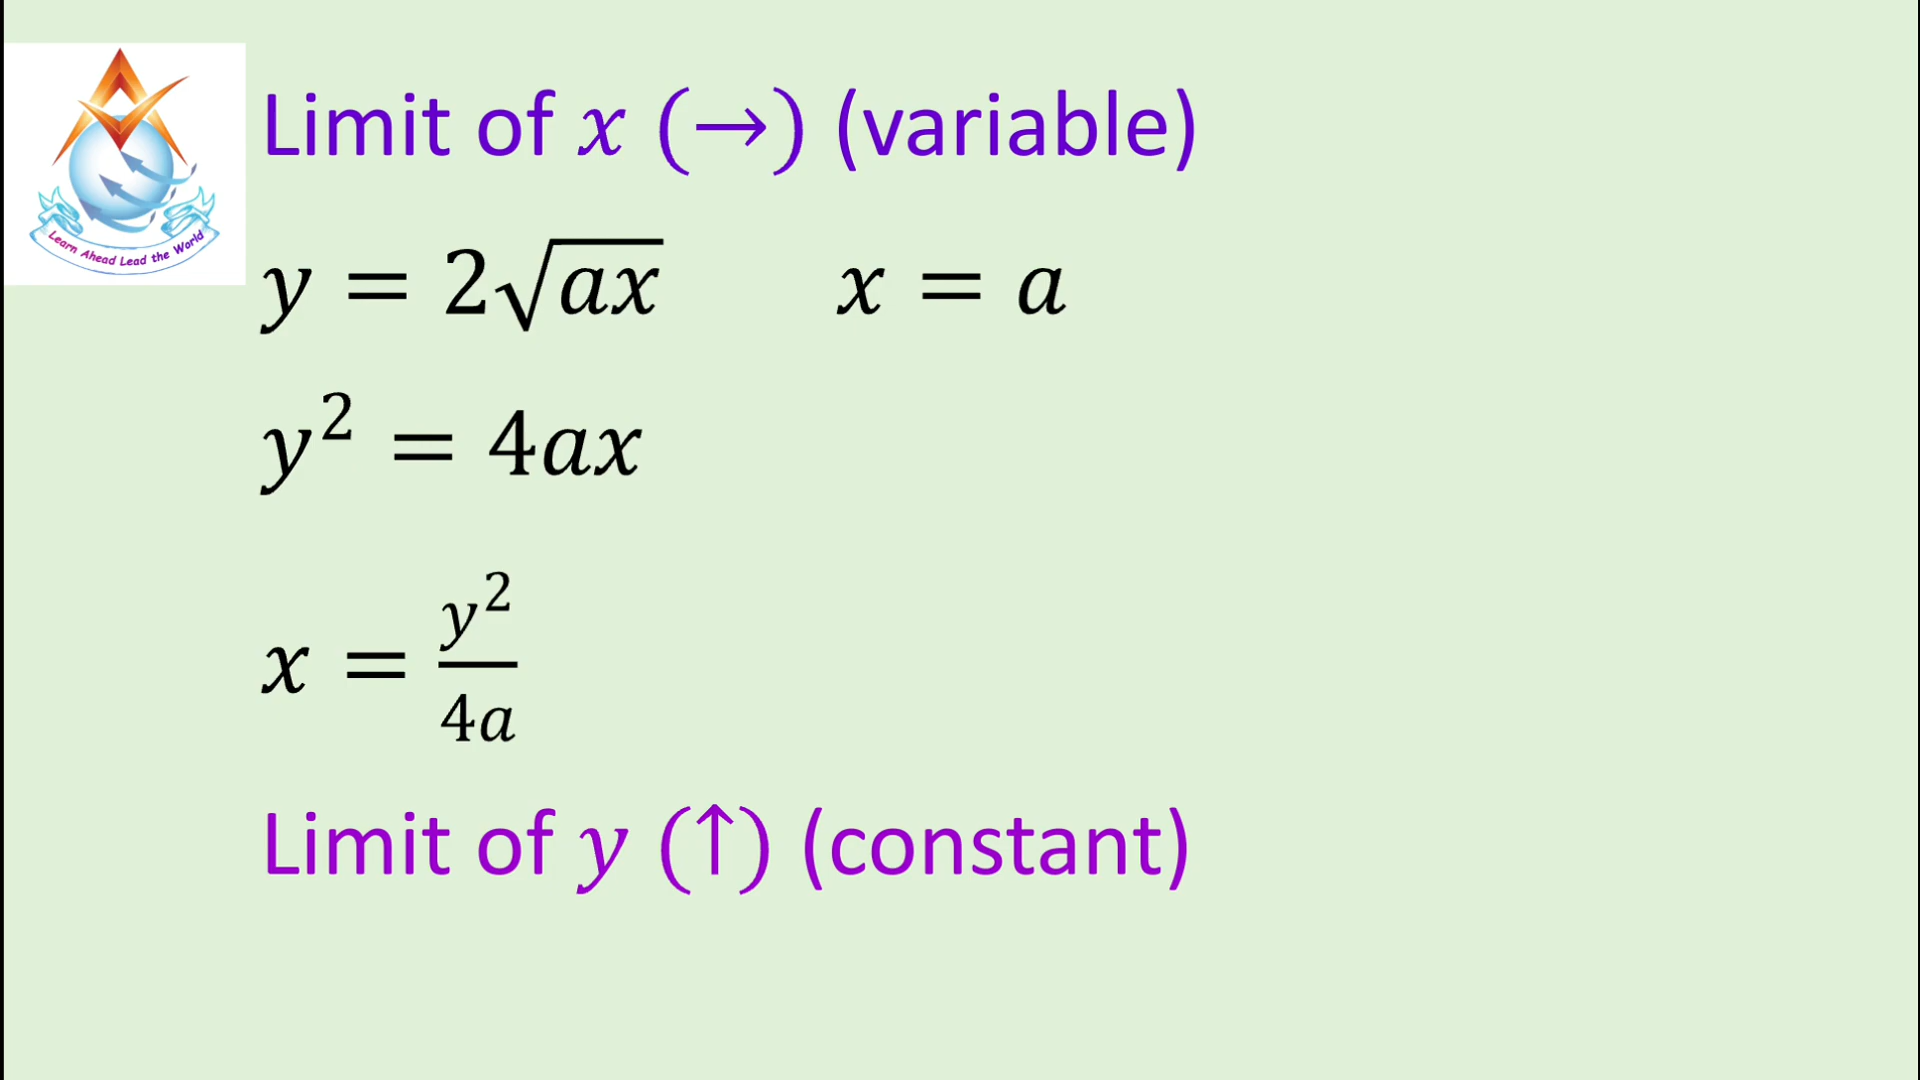 Learn Ahead Lead the World
Limit of x (→) (variable)
y = 2√ax    x = a
y² = 4ax
x = y²/4a
Limit of y (↑) (constant)